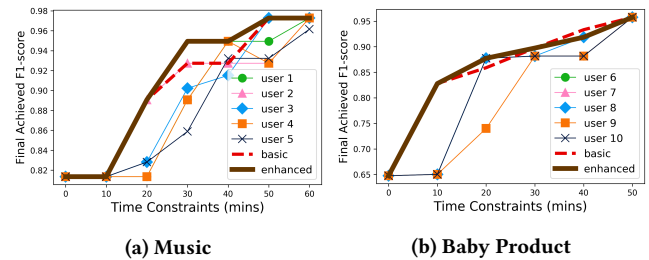 Final Achieved F1-score
0.98
0.96
0.94
0.92
0.90
0.88
0.86
0.84
0.82
0
10
20
30
40
50
60
Time Constraints (mins)
user 1
user 2
user 3
user 4
user 5
basic
enhanced
(a) Music
Final Achieved F1-score
0.95
0.90
0.85
0.80
0.75
0.70
0.65
0
10
20
30
40
50
Time Constraints (mins)
user 6
user 7
user 8
user 9
user 10
basic
enhanced
(b) Baby Product